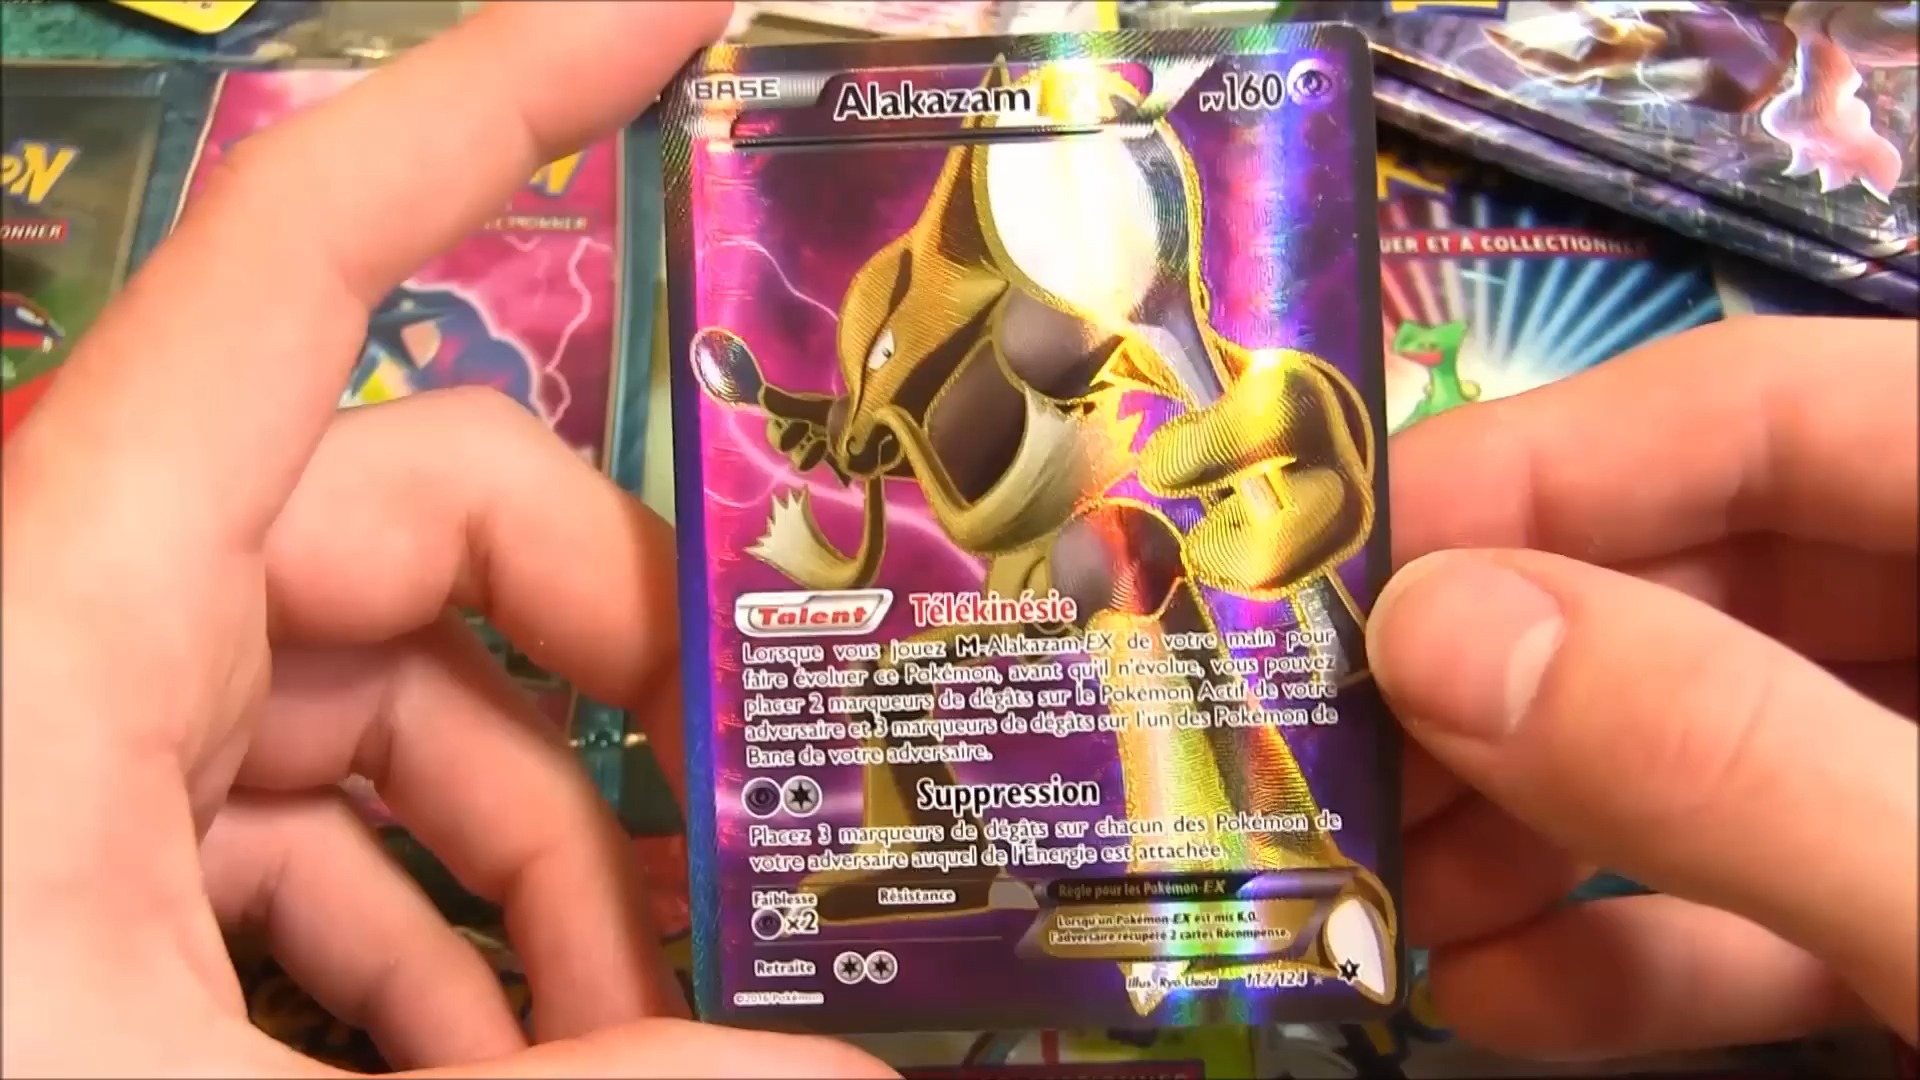 BASE Alakazam PV160
Talent Télékinésie
Lorsque vous jouez M-Alakazam-EX de votre main pour
faire évoluer ce Pokémon, avant qu'il n'évolue, vous pouvez
placer 2 marqueurs de dégâts sur le Pokémon Actif de votre
adversaire et 3 marqueurs de dégâts sur l'un des Pokémon de
Banc de votre adversaire.
Suppression
Placez 3 marqueurs de dégâts sur chacun des Pokémon de
votre adversaire auquel de l'Énergie est attachée.
Faiblesse Résistance
×2
Règle pour les Pokémon-EX
Lorsqu'un Pokémon-EX est mis K.O.
l'adversaire récupère 2 cartes Récompense.
Retraite
Illus. Ryo Ueda 117/124
©2016 Pokémon
UER ET À COLLECTIONNER
ONNER